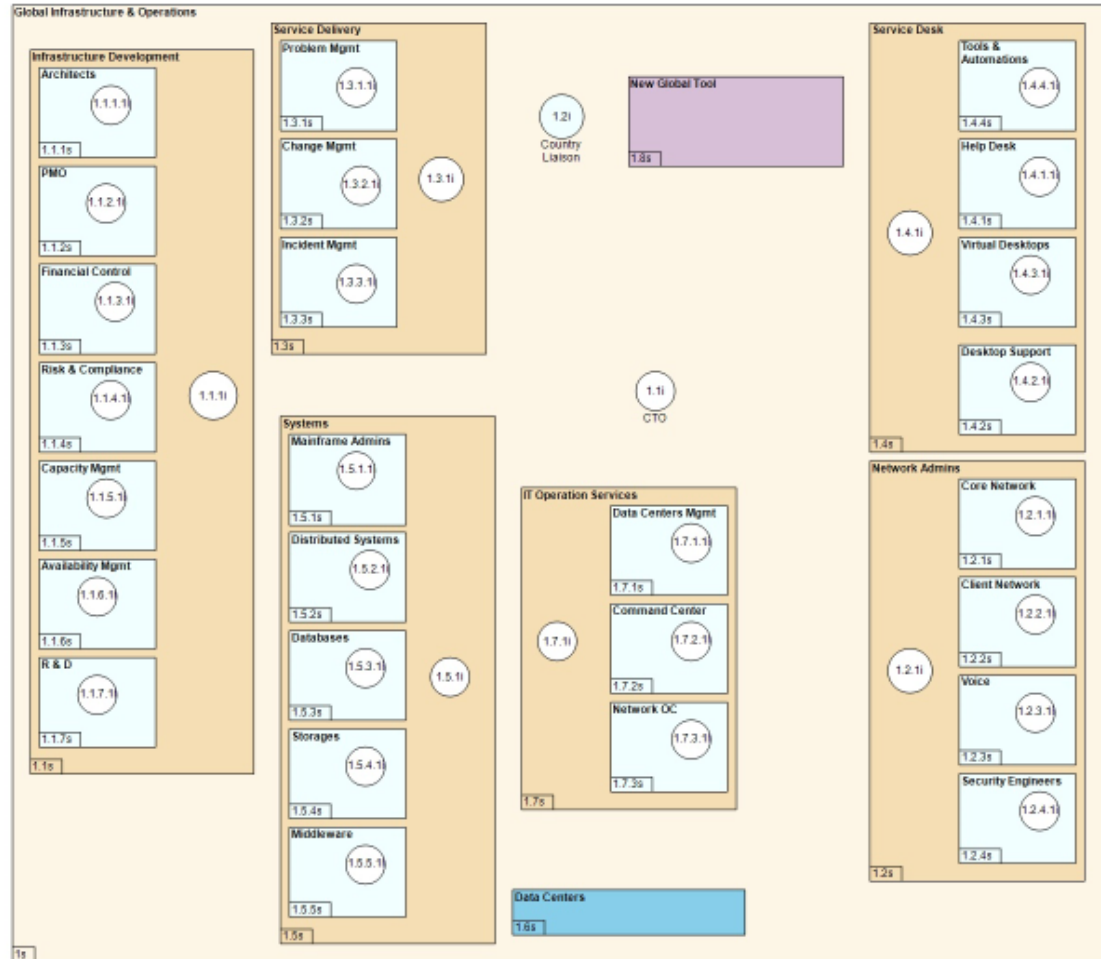 Global Infrastructure & Operations
Infrastructure Development
Architects
1.1.1.1i
1.1.1s
PMO
1.1.2.1i
1.1.2s
Financial Control
1.1.3.1i
1.1.3s
Risk & Compliance
1.1.4.1i
1.1.4s
Capacity Mgmt
1.1.5.1i
1.1.5s
Availability Mgmt
1.1.6.1i
1.1.6s
R & D
1.1.7.1i
1.1.7s
1.1.1i
1.1s
Service Delivery
Problem Mgmt
1.3.1.1i
1.3.1s
Change Mgmt
1.3.2.1i
1.3.2s
Incident Mgmt
1.3.3.1i
1.3.3s
1.3.1i
1.3s
1.2i
Country
Liaison
New Global Tool
1.8s
1.1i
CTO
Systems
Mainframe Admins
1.5.1.1i
1.5.1s
Distributed Systems
1.5.2.1i
1.5.2s
Databases
1.5.3.1i
1.5.3s
Storages
1.5.4.1i
1.5.4s
Middleware
1.5.5.1i
1.5.5s
1.5.1i
1.5s
IT Operation Services
Data Centers Mgmt
1.7.1.1i
1.7.1s
Command Center
1.7.2.1i
1.7.2s
Network OC
1.7.3.1i
1.7.3s
1.7.1i
1.7s
Data Centers
1.6s
Service Desk
Tools &
Automations
1.4.4.1i
1.4.4s
Help Desk
1.4.1.1i
1.4.1s
Virtual Desktops
1.4.3.1i
1.4.3s
Desktop Support
1.4.2.1i
1.4.2s
1.4.1i
1.4s
Network Admins
Core Network
1.2.1.1i
1.2.1s
Client Network
1.2.2.1i
1.2.2s
Voice
1.2.3.1i
1.2.3s
Security Engineers
1.2.4.1i
1.2.4s
1.2.1i
1.2s
1s